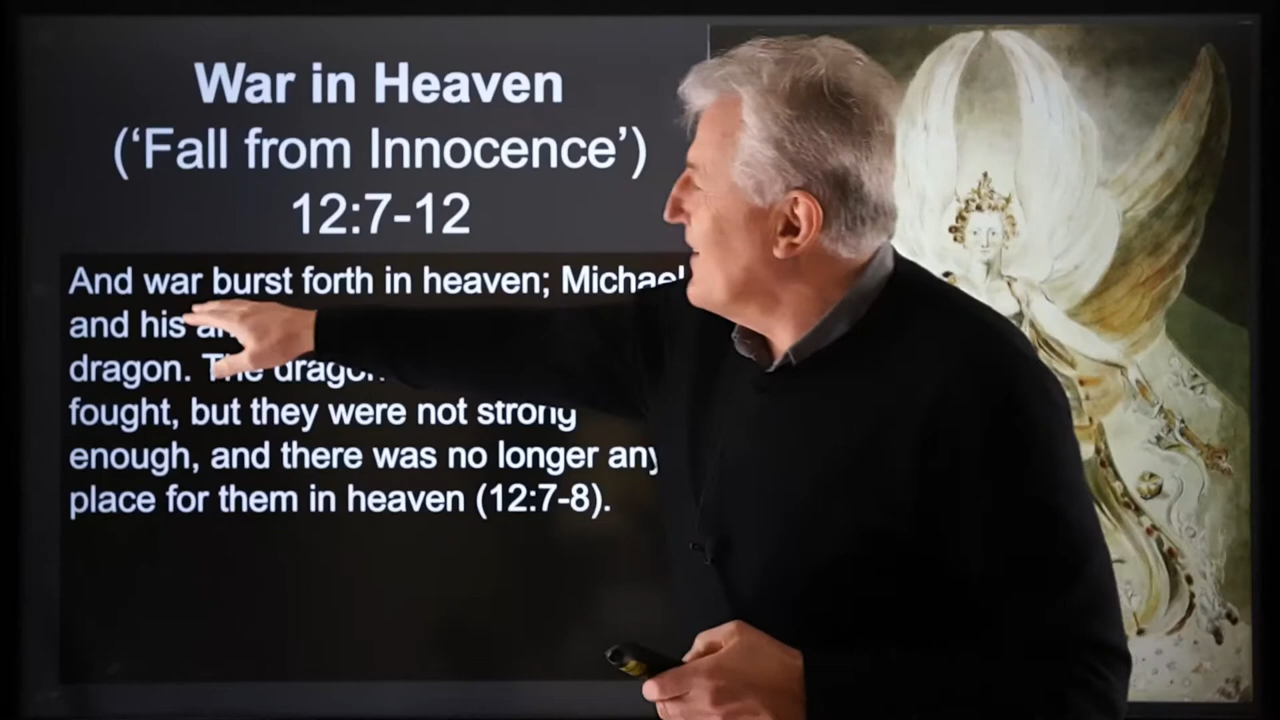 War in Heaven
('Fall from Innocence')
12:7-12
And war burst forth in heaven; Michael
and his
dragon. The dragon
fought, but they were not strong
enough, and there was no longer any
place for them in heaven (12:7-8).